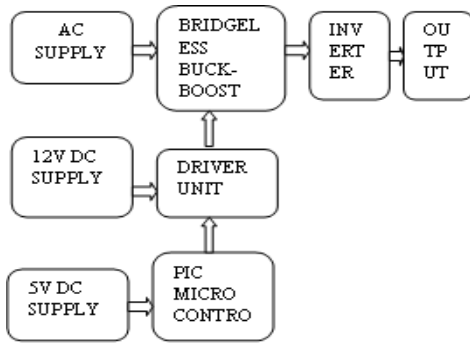 AC
SUPPLY
BRIDGEL
ESS
BUCK-
BOOST
INV
ERT
ER
OU
TP
UT
12V DC
SUPPLY
DRIVER
UNIT
5V DC
SUPPLY
PIC
MICRO
CONTRO